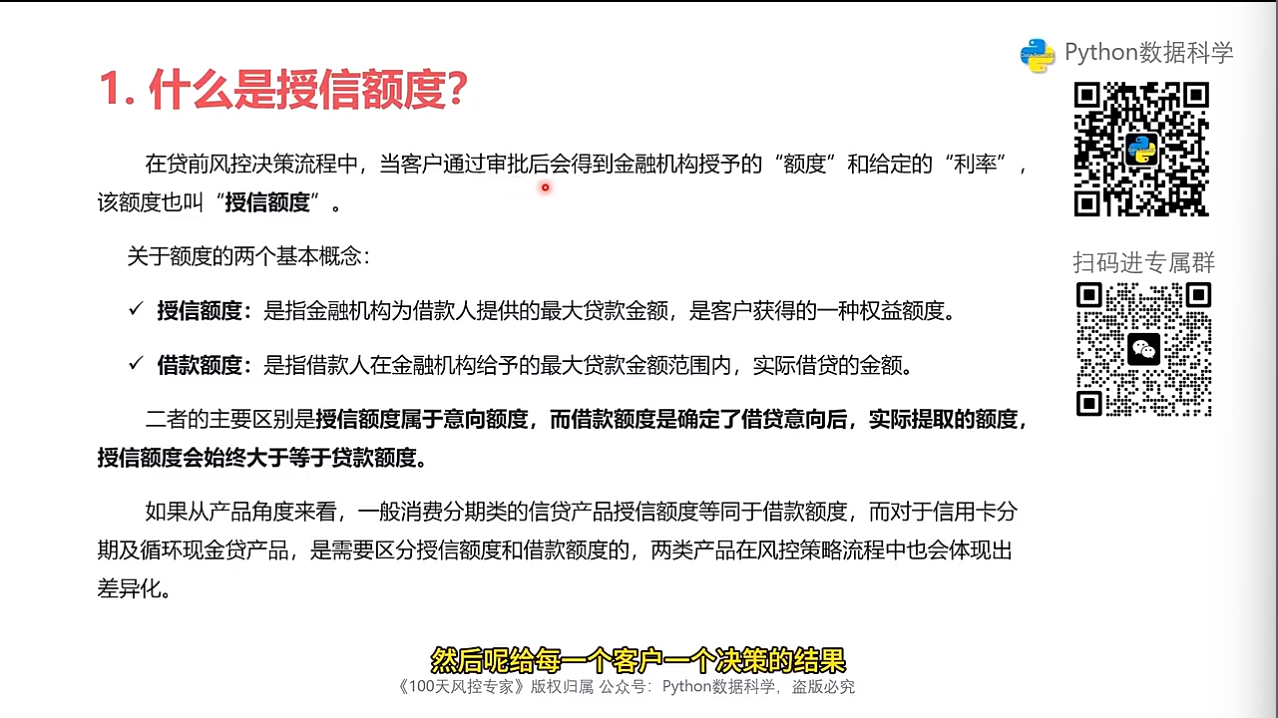 Python数据科学
1. 什么是授信额度?
在贷前风控决策流程中，当客户通过审批后会得到金融机构授予的“额度”和给定的“利率”，
该额度也叫“授信额度”。
关于额度的两个基本概念：
✓ 授信额度：是指金融机构为借款人提供的最大贷款金额，是客户获得的一种权益额度。
✓ 借款额度：是指借款人在金融机构给予的最大贷款金额范围内，实际借贷的金额。
二者的主要区别是授信额度属于意向额度，而借款额度是确定了借贷意向后，实际提取的额度，
授信额度会始终大于等于贷款额度。
如果从产品角度来看，一般消费分期类的信贷产品授信额度等同于借款额度，而对于信用卡分
期及循环现金贷产品，是需要区分授信额度和借款额度的，两类产品在风控策略流程中也会体现出
差异化。
扫码进专属群
然后呢给每一个客户一个决策的结果
《100天风控专家》版权归属 公众号：Python数据科学，盗版必究